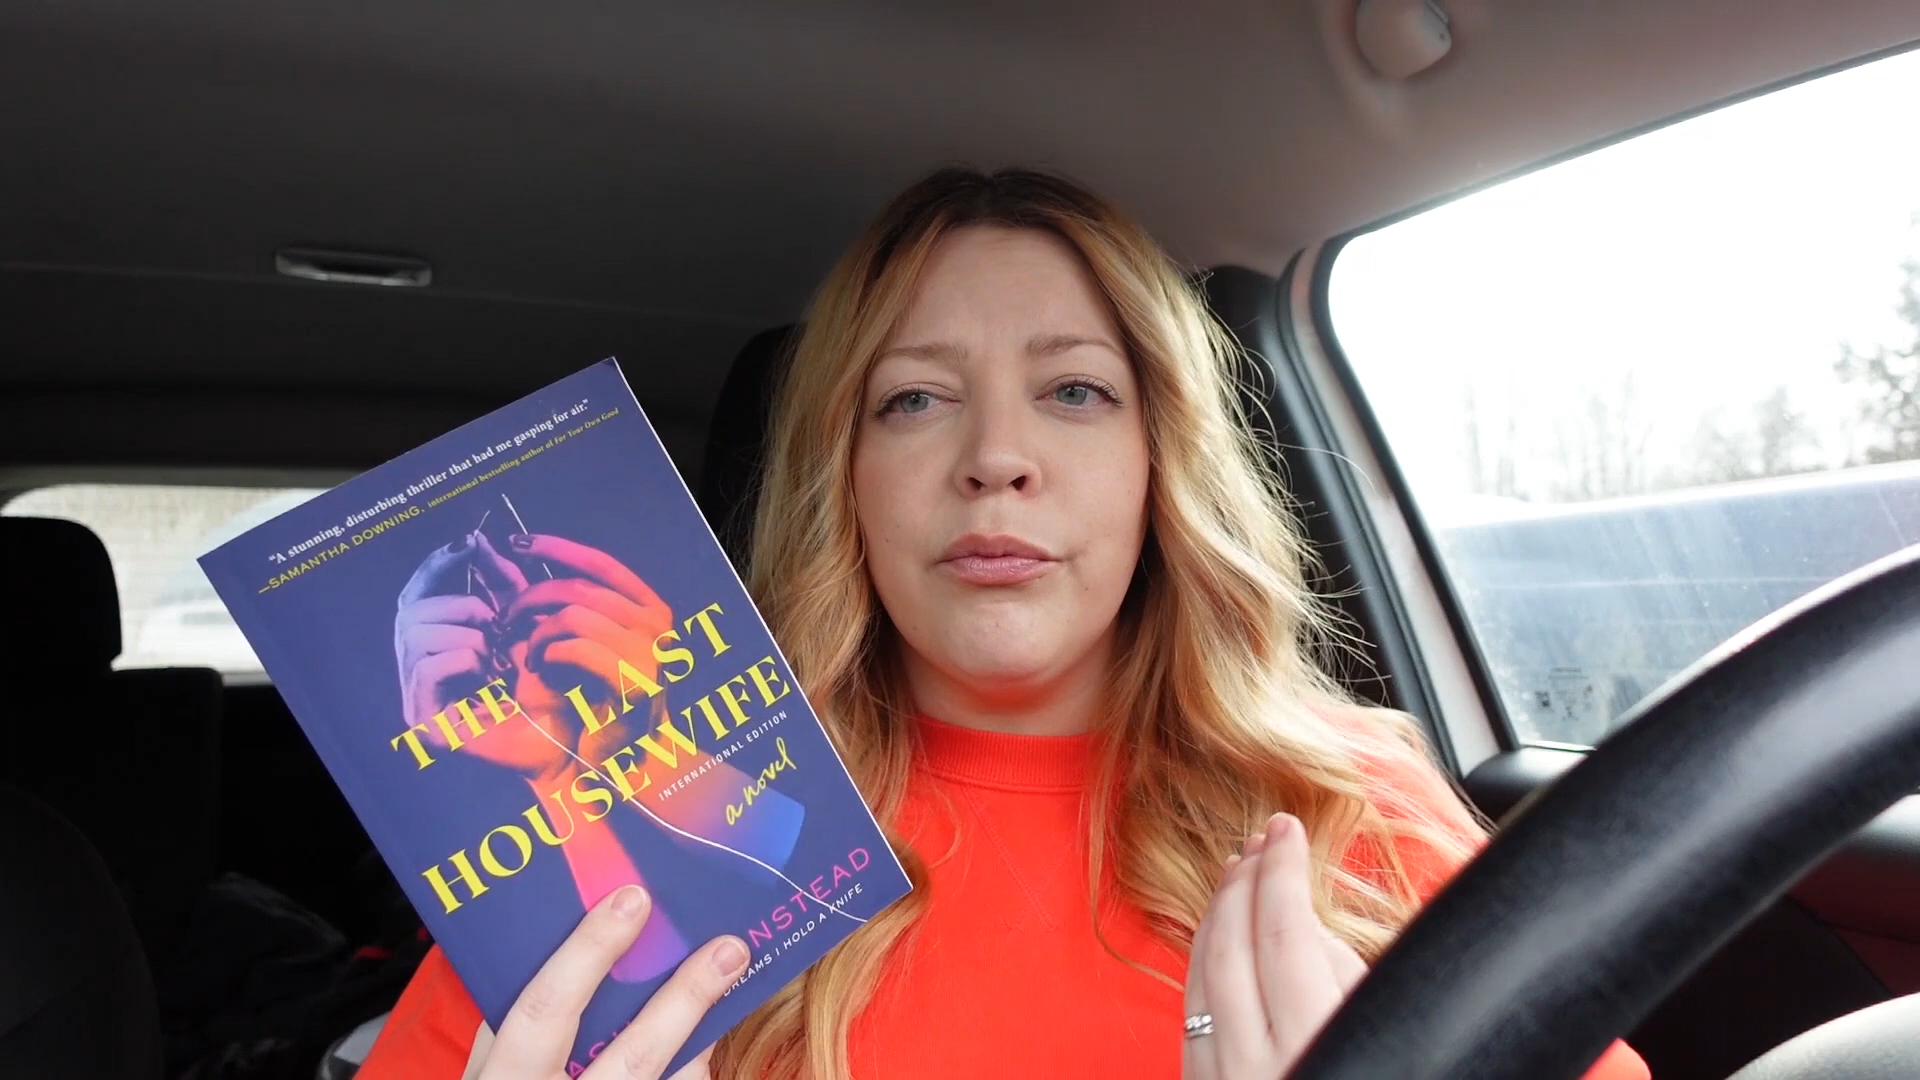 "A stunning, disturbing thriller that had me gasping for air."
—SAMANTHA DOWNING, international bestselling author of For Your Own Good
THE LAST
HOUSEWIFE
INTERNATIONAL EDITION
a novel
NSTEAD
DREAMS I HOLD A KNIFE